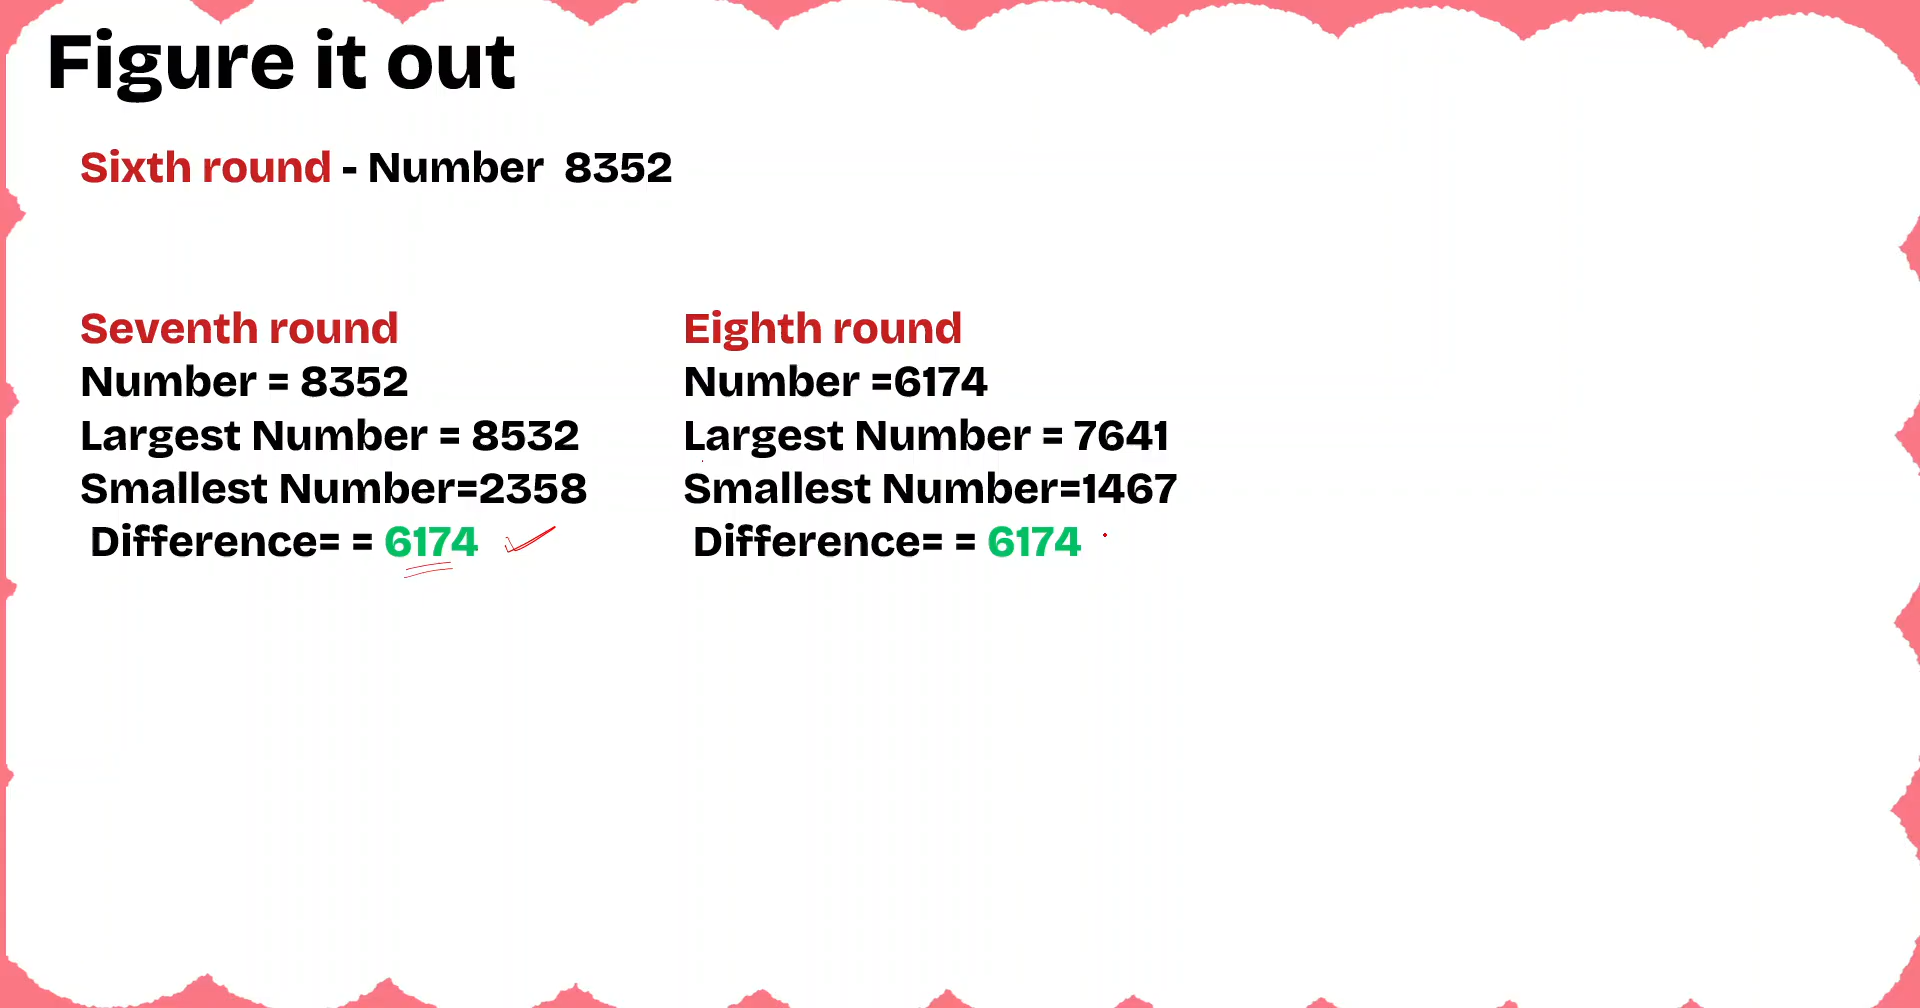 Figure it out
Sixth round - Number 8352
Seventh round
Number = 8352
Largest Number = 8532
Smallest Number=2358
Difference= = 6174
Eighth round
Number =6174
Largest Number = 7641
Smallest Number=1467
Difference= = 6174